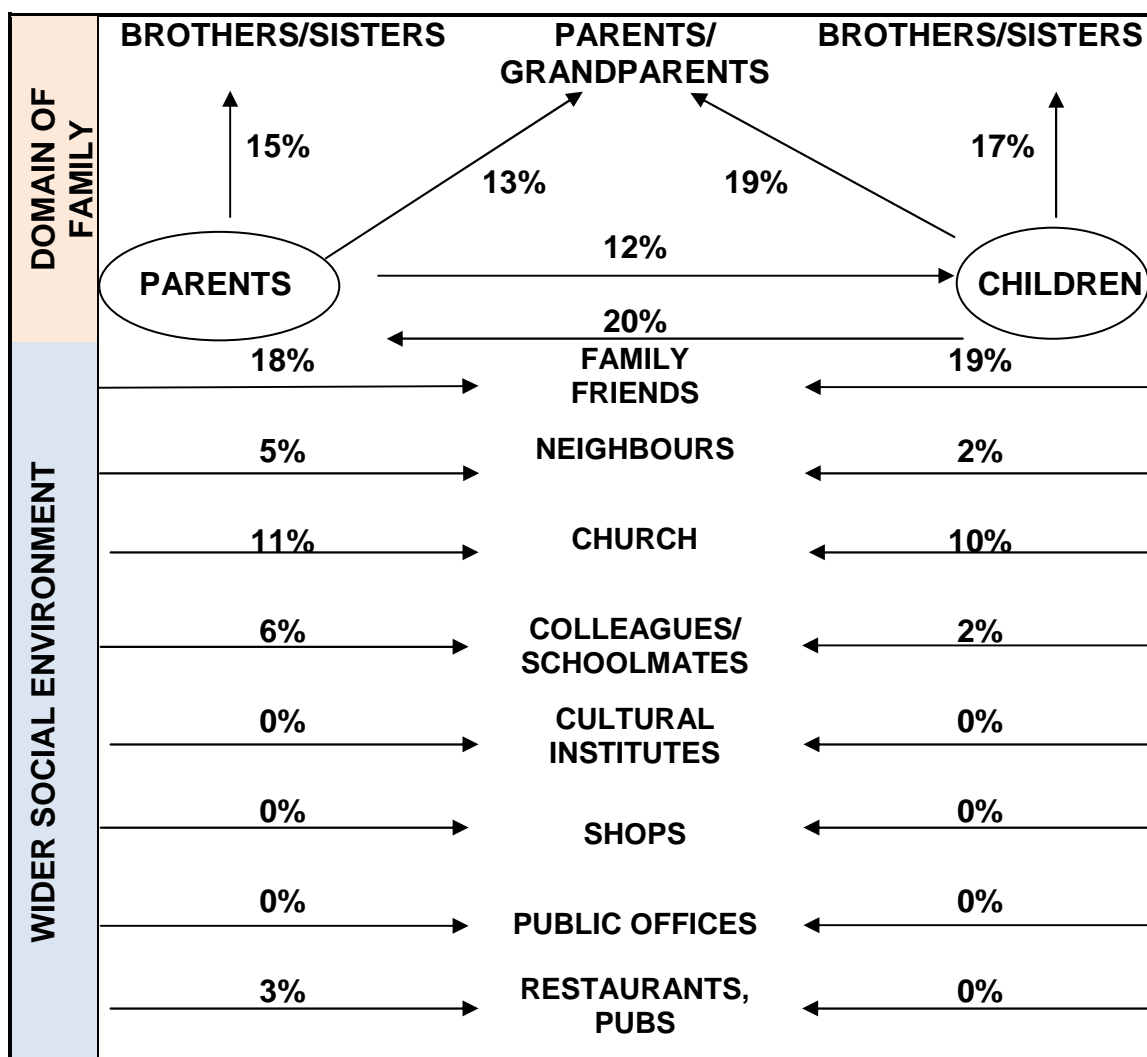 BROTHERS/SISTERS
PARENTS/
GRANDPARENTS
BROTHERS/SISTERS
DOMAIN OF
FAMILY
15%
13%
19%
17%
PARENTS
12%
CHILDREN
20%
WIDER SOCIAL ENVIRONMENT
18%
FAMILY
FRIENDS
19%
5%
NEIGHBOURS
2%
11%
CHURCH
10%
6%
COLLEAGUES/
SCHOOLMATES
2%
0%
CULTURAL
INSTITUTES
0%
0%
SHOPS
0%
0%
PUBLIC OFFICES
0%
3%
RESTAURANTS,
PUBS
0%